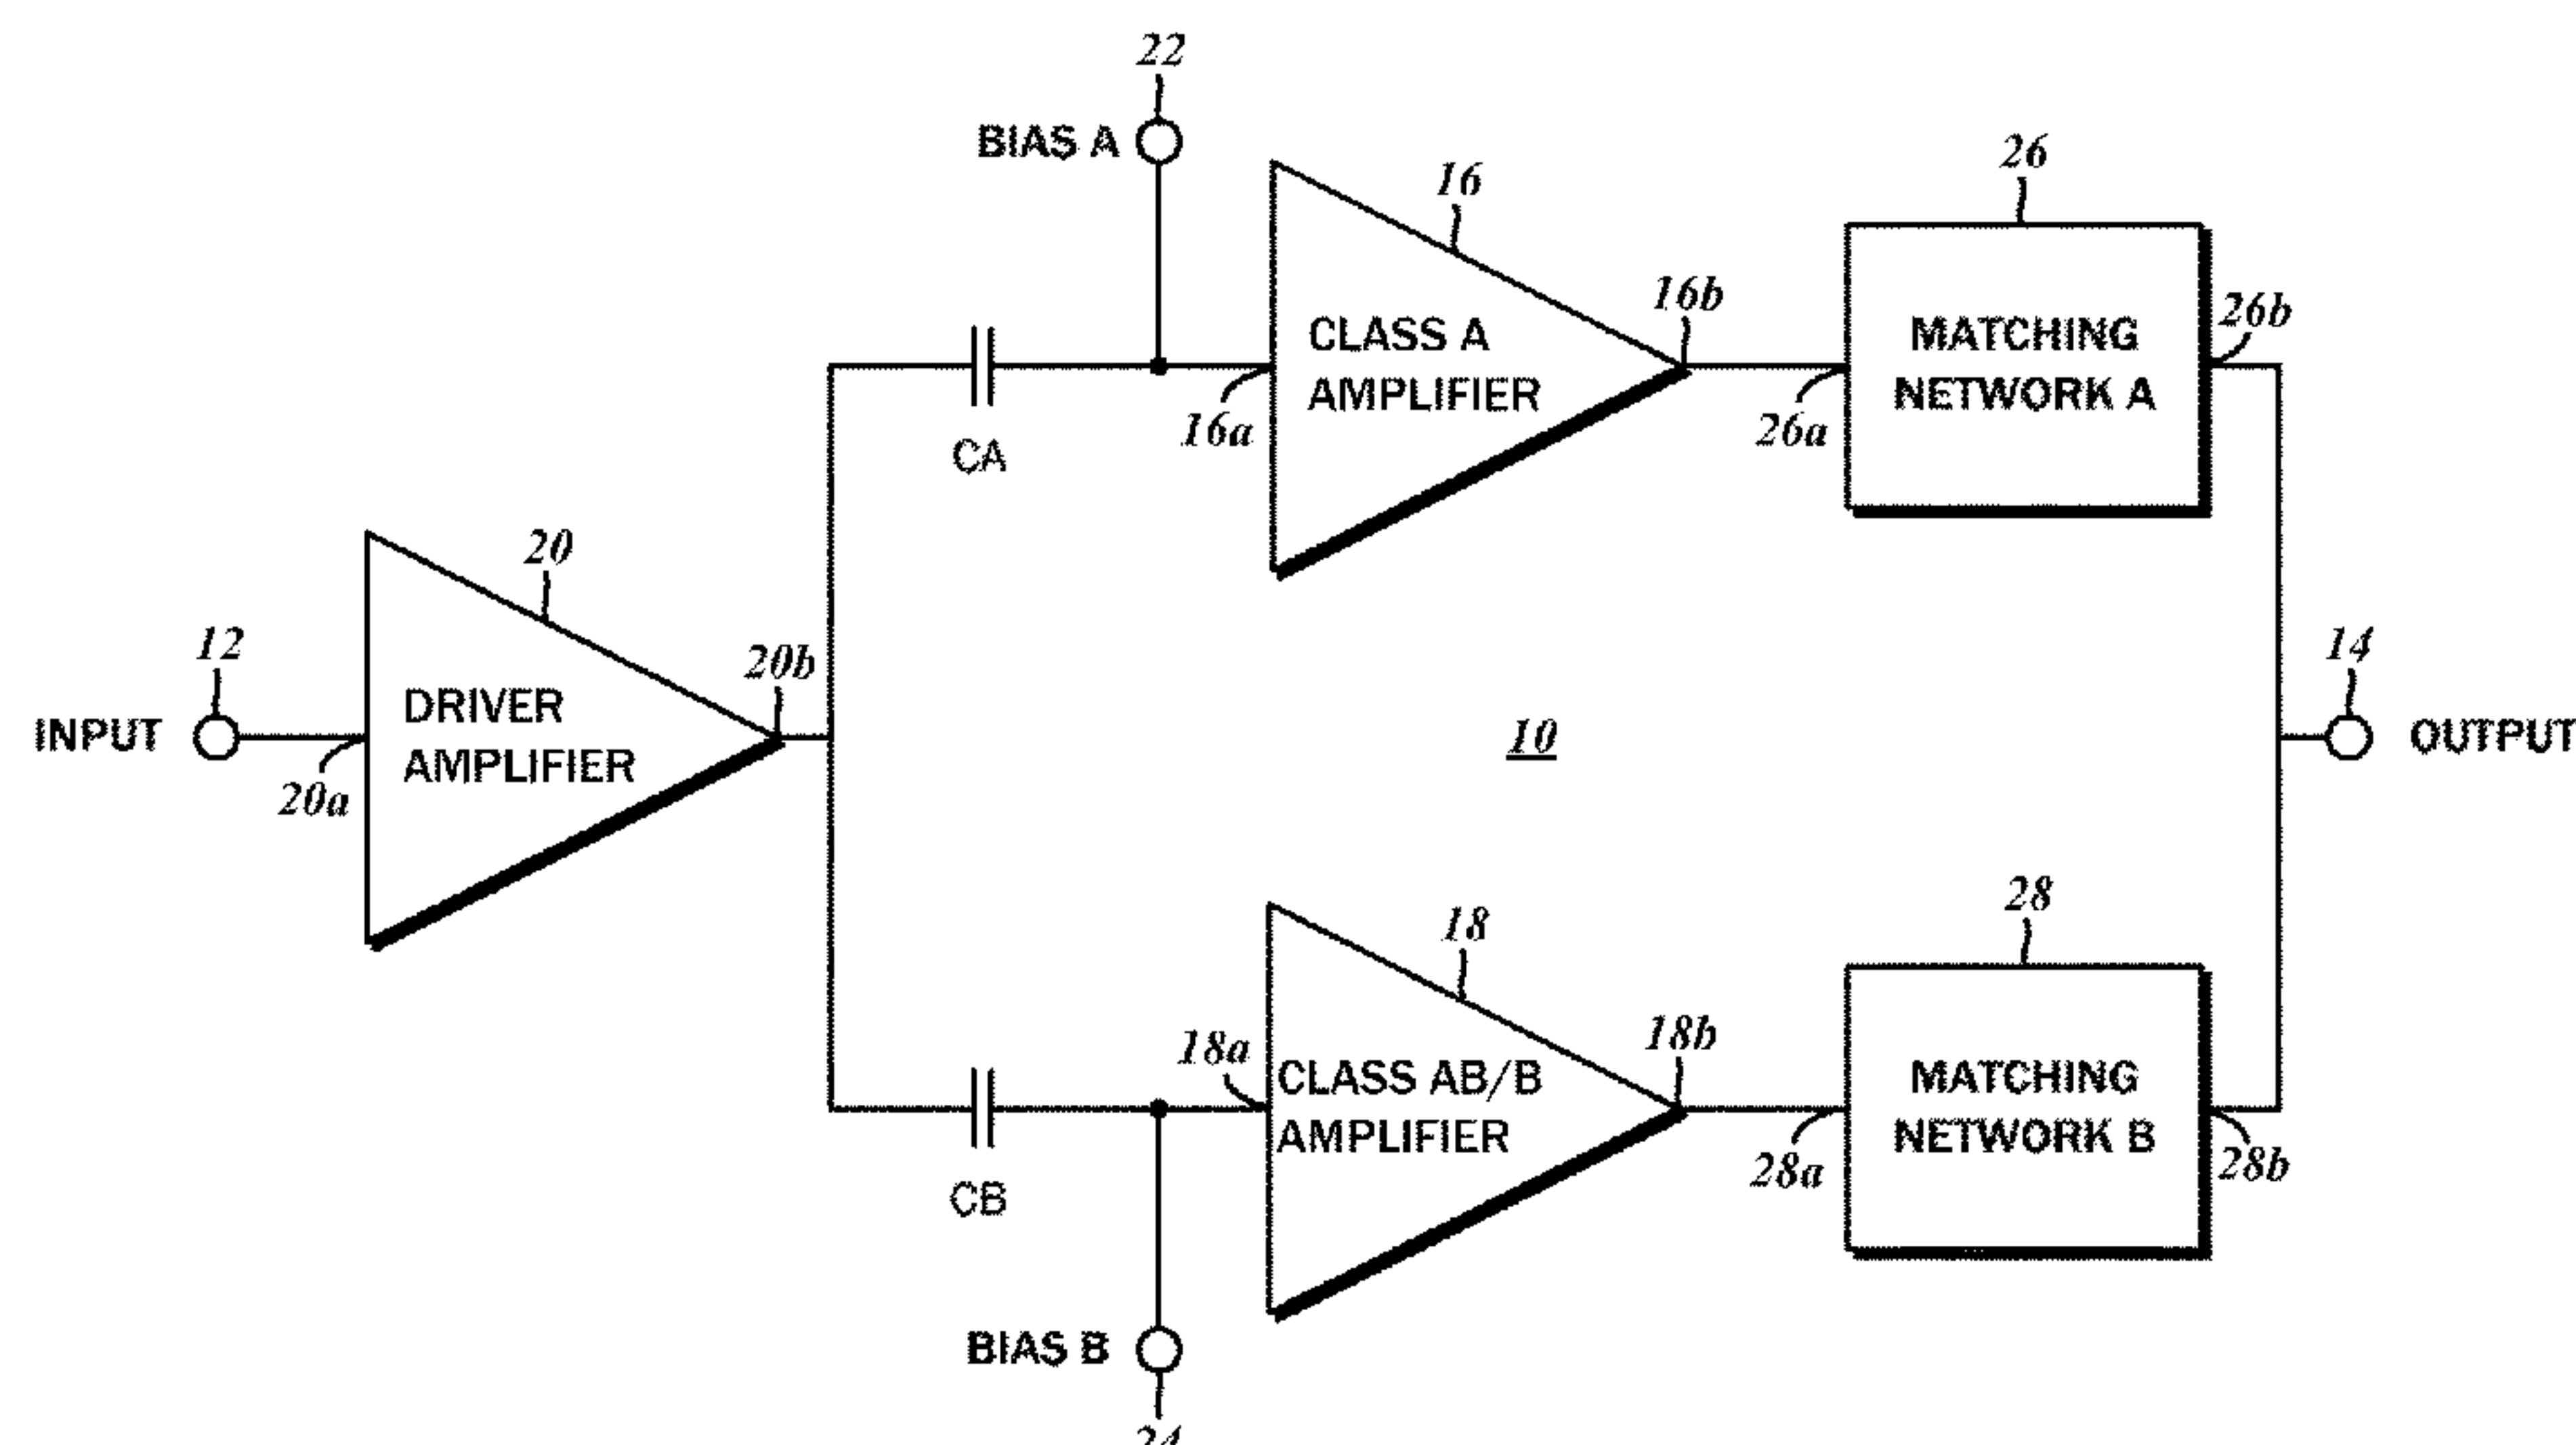 22
BIAS A
16
26
16b
26b
CLASS A
AMPLIFIER
MATCHING
NETWORK A
16a
26a
CA
20
12
20b
14
DRIVER
AMPLIFIER
INPUT
10
OUTPUT
20a
18
28
18a
18b
CLASS AB/B
AMPLIFIER
MATCHING
NETWORK B
28a
28b
CB
BIAS B
24